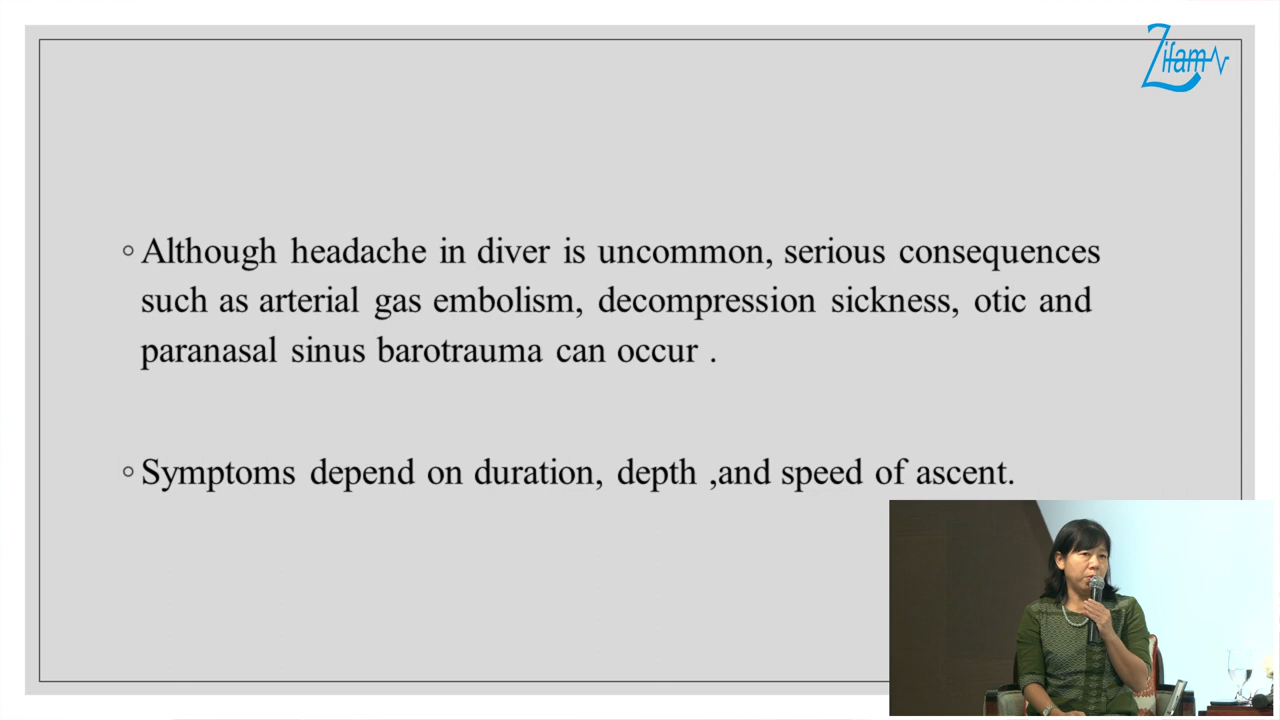 Zifam
◦ Although headache in diver is uncommon, serious consequences
such as arterial gas embolism, decompression sickness, otic and
paranasal sinus barotrauma can occur .
◦ Symptoms depend on duration, depth ,and speed of ascent.